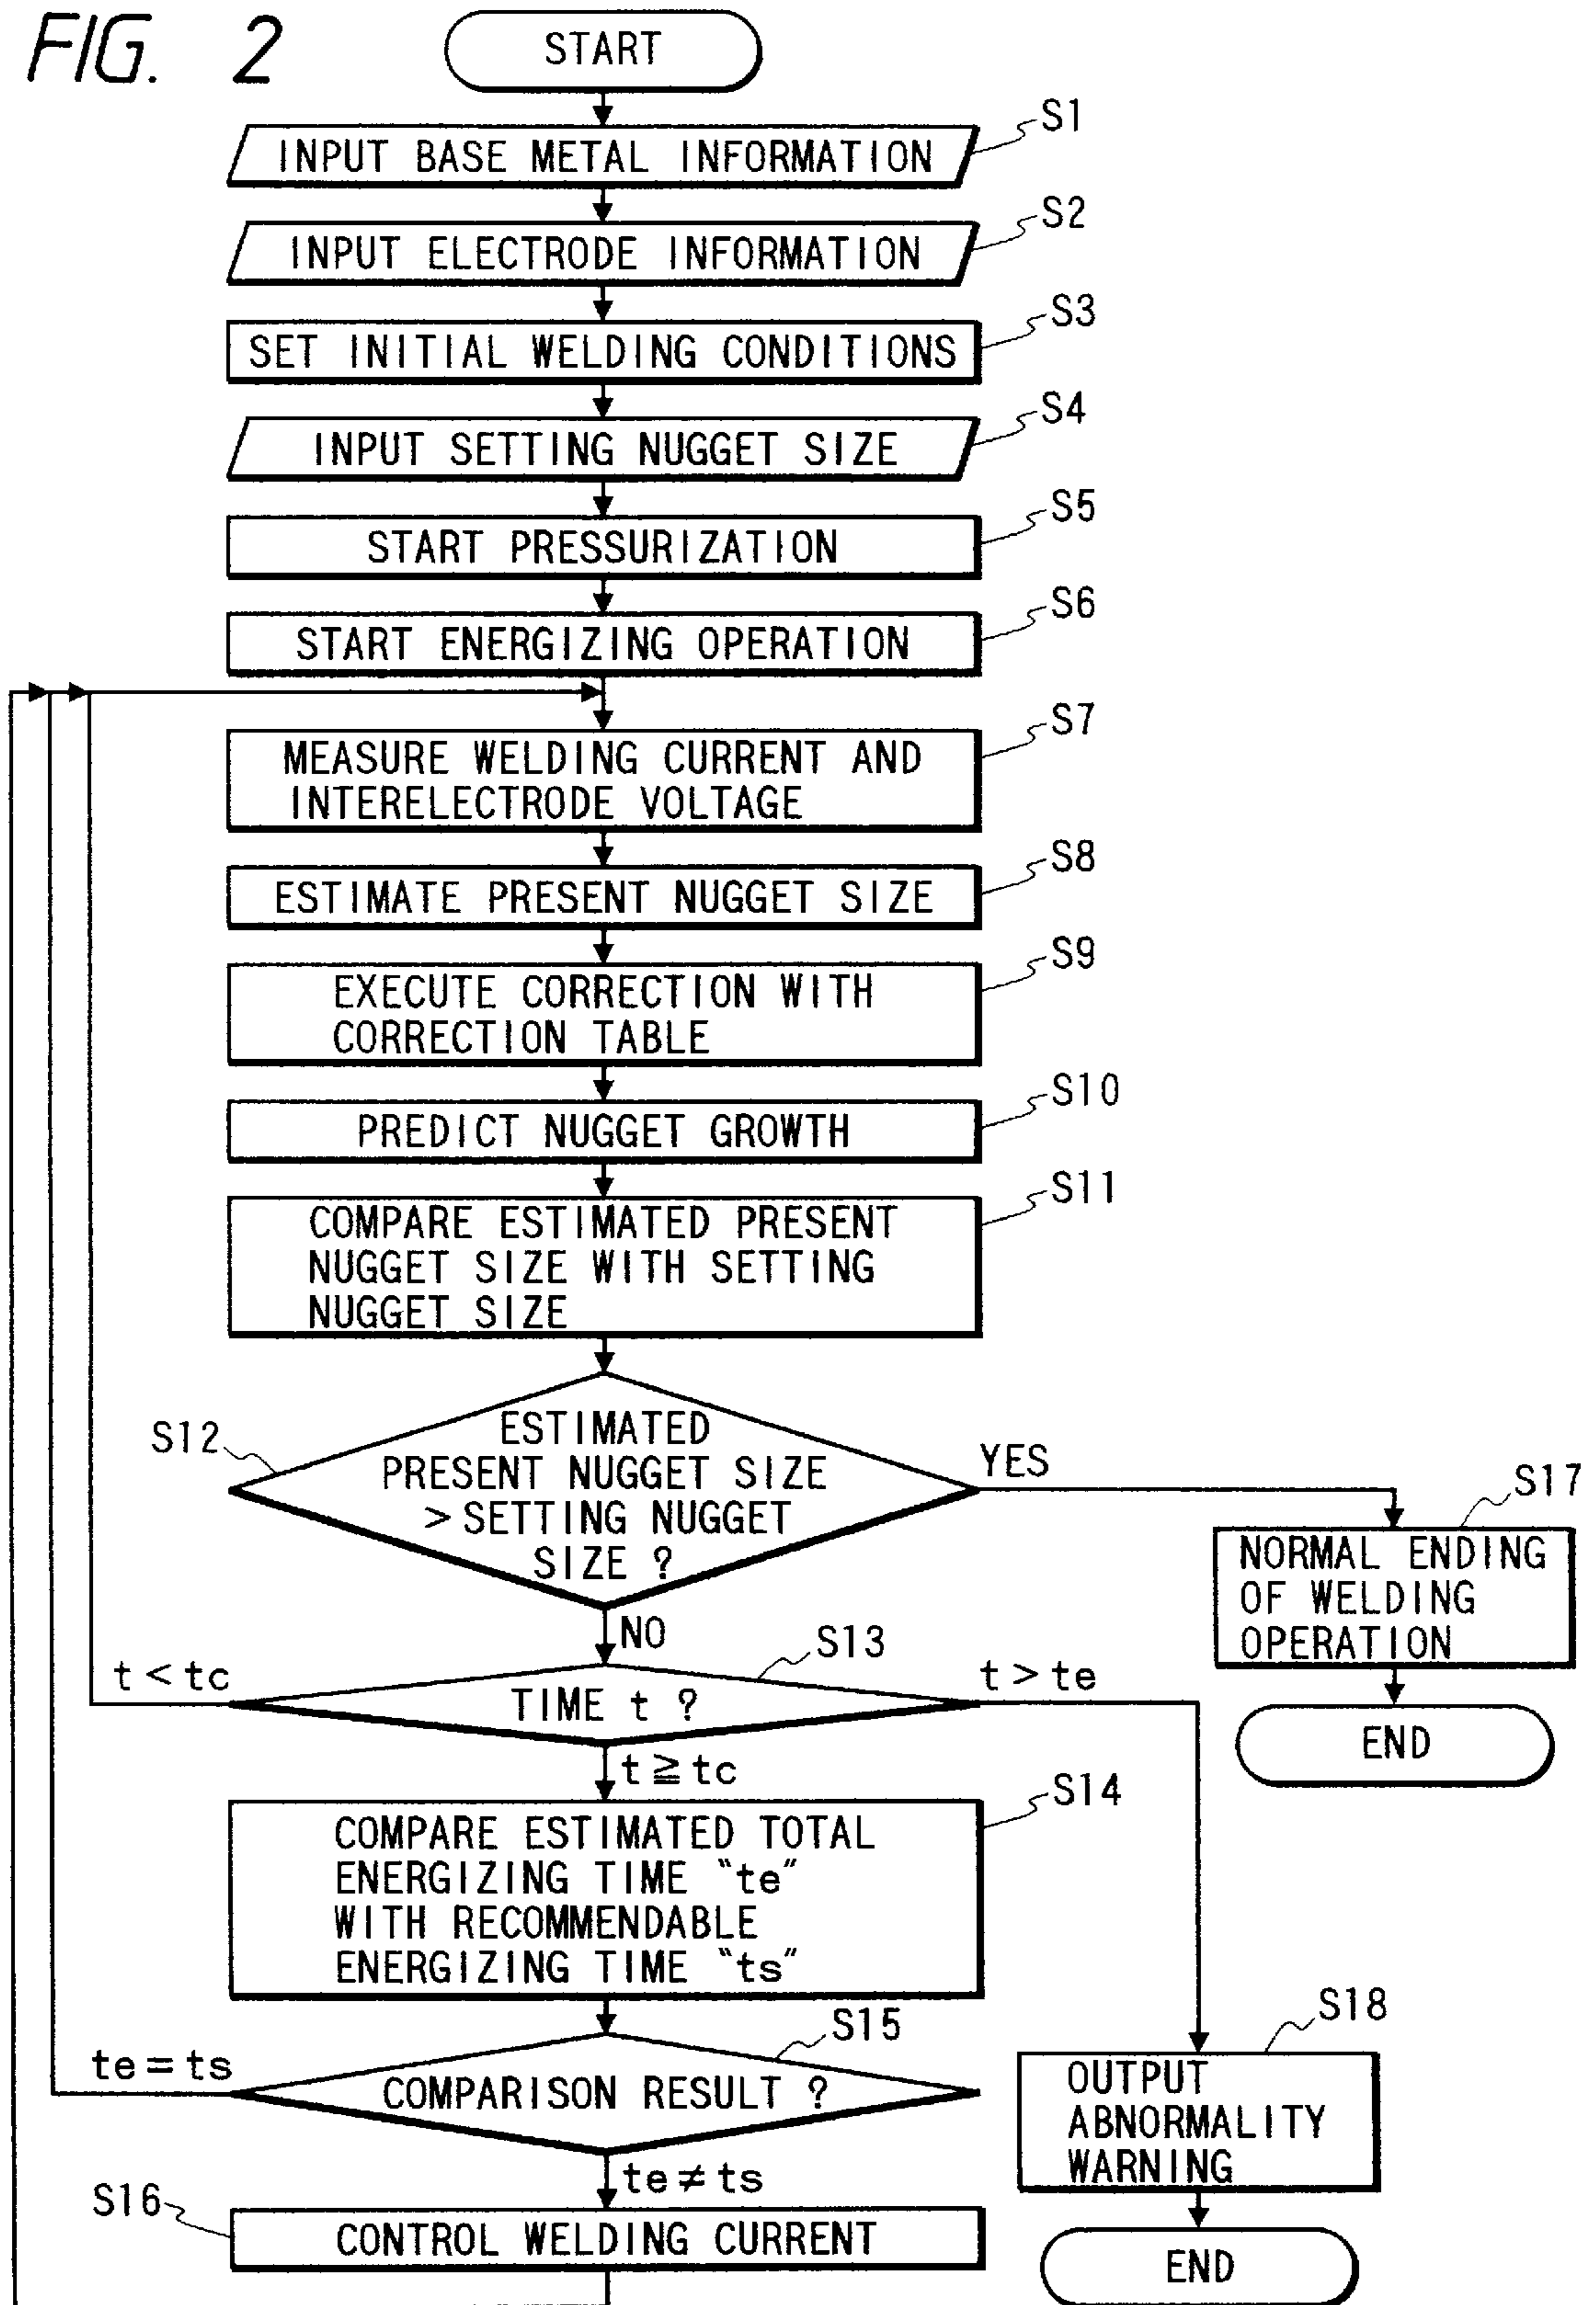 FIG. 2
START
S1
INPUT BASE METAL INFORMATION
S2
INPUT ELECTRODE INFORMATION
S3
SET INITIAL WELDING CONDITIONS
S4
INPUT SETTING NUGGET SIZE
S5
START PRESSURIZATION
S6
START ENERGIZING OPERATION
S7
MEASURE WELDING CURRENT AND
INTERELECTRODE VOLTAGE
S8
ESTIMATE PRESENT NUGGET SIZE
S9
EXECUTE CORRECTION WITH
CORRECTION TABLE
S10
PREDICT NUGGET GROWTH
S11
COMPARE ESTIMATED PRESENT
NUGGET SIZE WITH SETTING
NUGGET SIZE
S12
ESTIMATED
PRESENT NUGGET SIZE
> SETTING NUGGET
SIZE ?
YES
S17
NORMAL ENDING
OF WELDING
OPERATION
END
NO
S13
t < tc
TIME t ?
t > te
t ≧ tc
S14
COMPARE ESTIMATED TOTAL
ENERGIZING TIME "te"
WITH RECOMMENDABLE
ENERGIZING TIME "ts"
S15
te = ts
COMPARISON RESULT ?
te ≠ ts
S18
OUTPUT
ABNORMALITY
WARNING
END
S16
CONTROL WELDING CURRENT